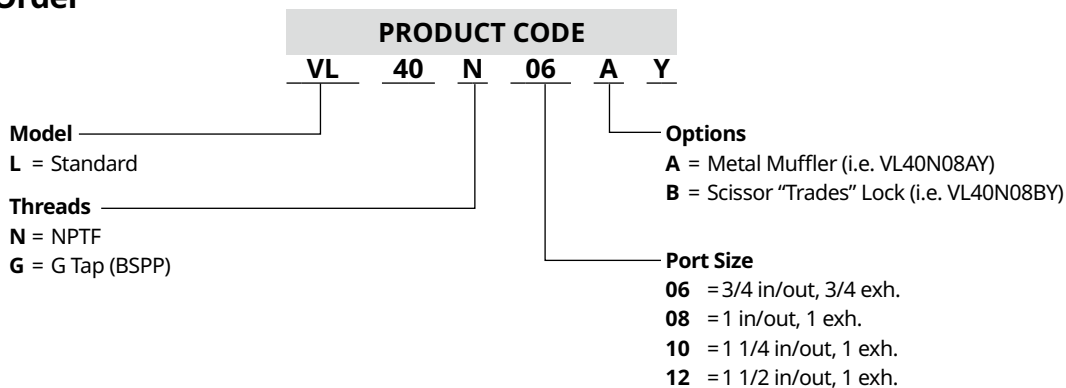 PRODUCT CODE
VL 40 N 06 A Y
Model
L = Standard
Threads
N = NPTF
G = G Tap (BSPP)
Options
A = Metal Muffler (i.e. VL40N08AY)
B = Scissor “Trades” Lock (i.e. VL40N08BY)
Port Size
06 = 3/4 in/out, 3/4 exh.
08 = 1 in/out, 1 exh.
10 = 1 1/4 in/out, 1 exh.
12 = 1 1/2 in/out, 1 exh.